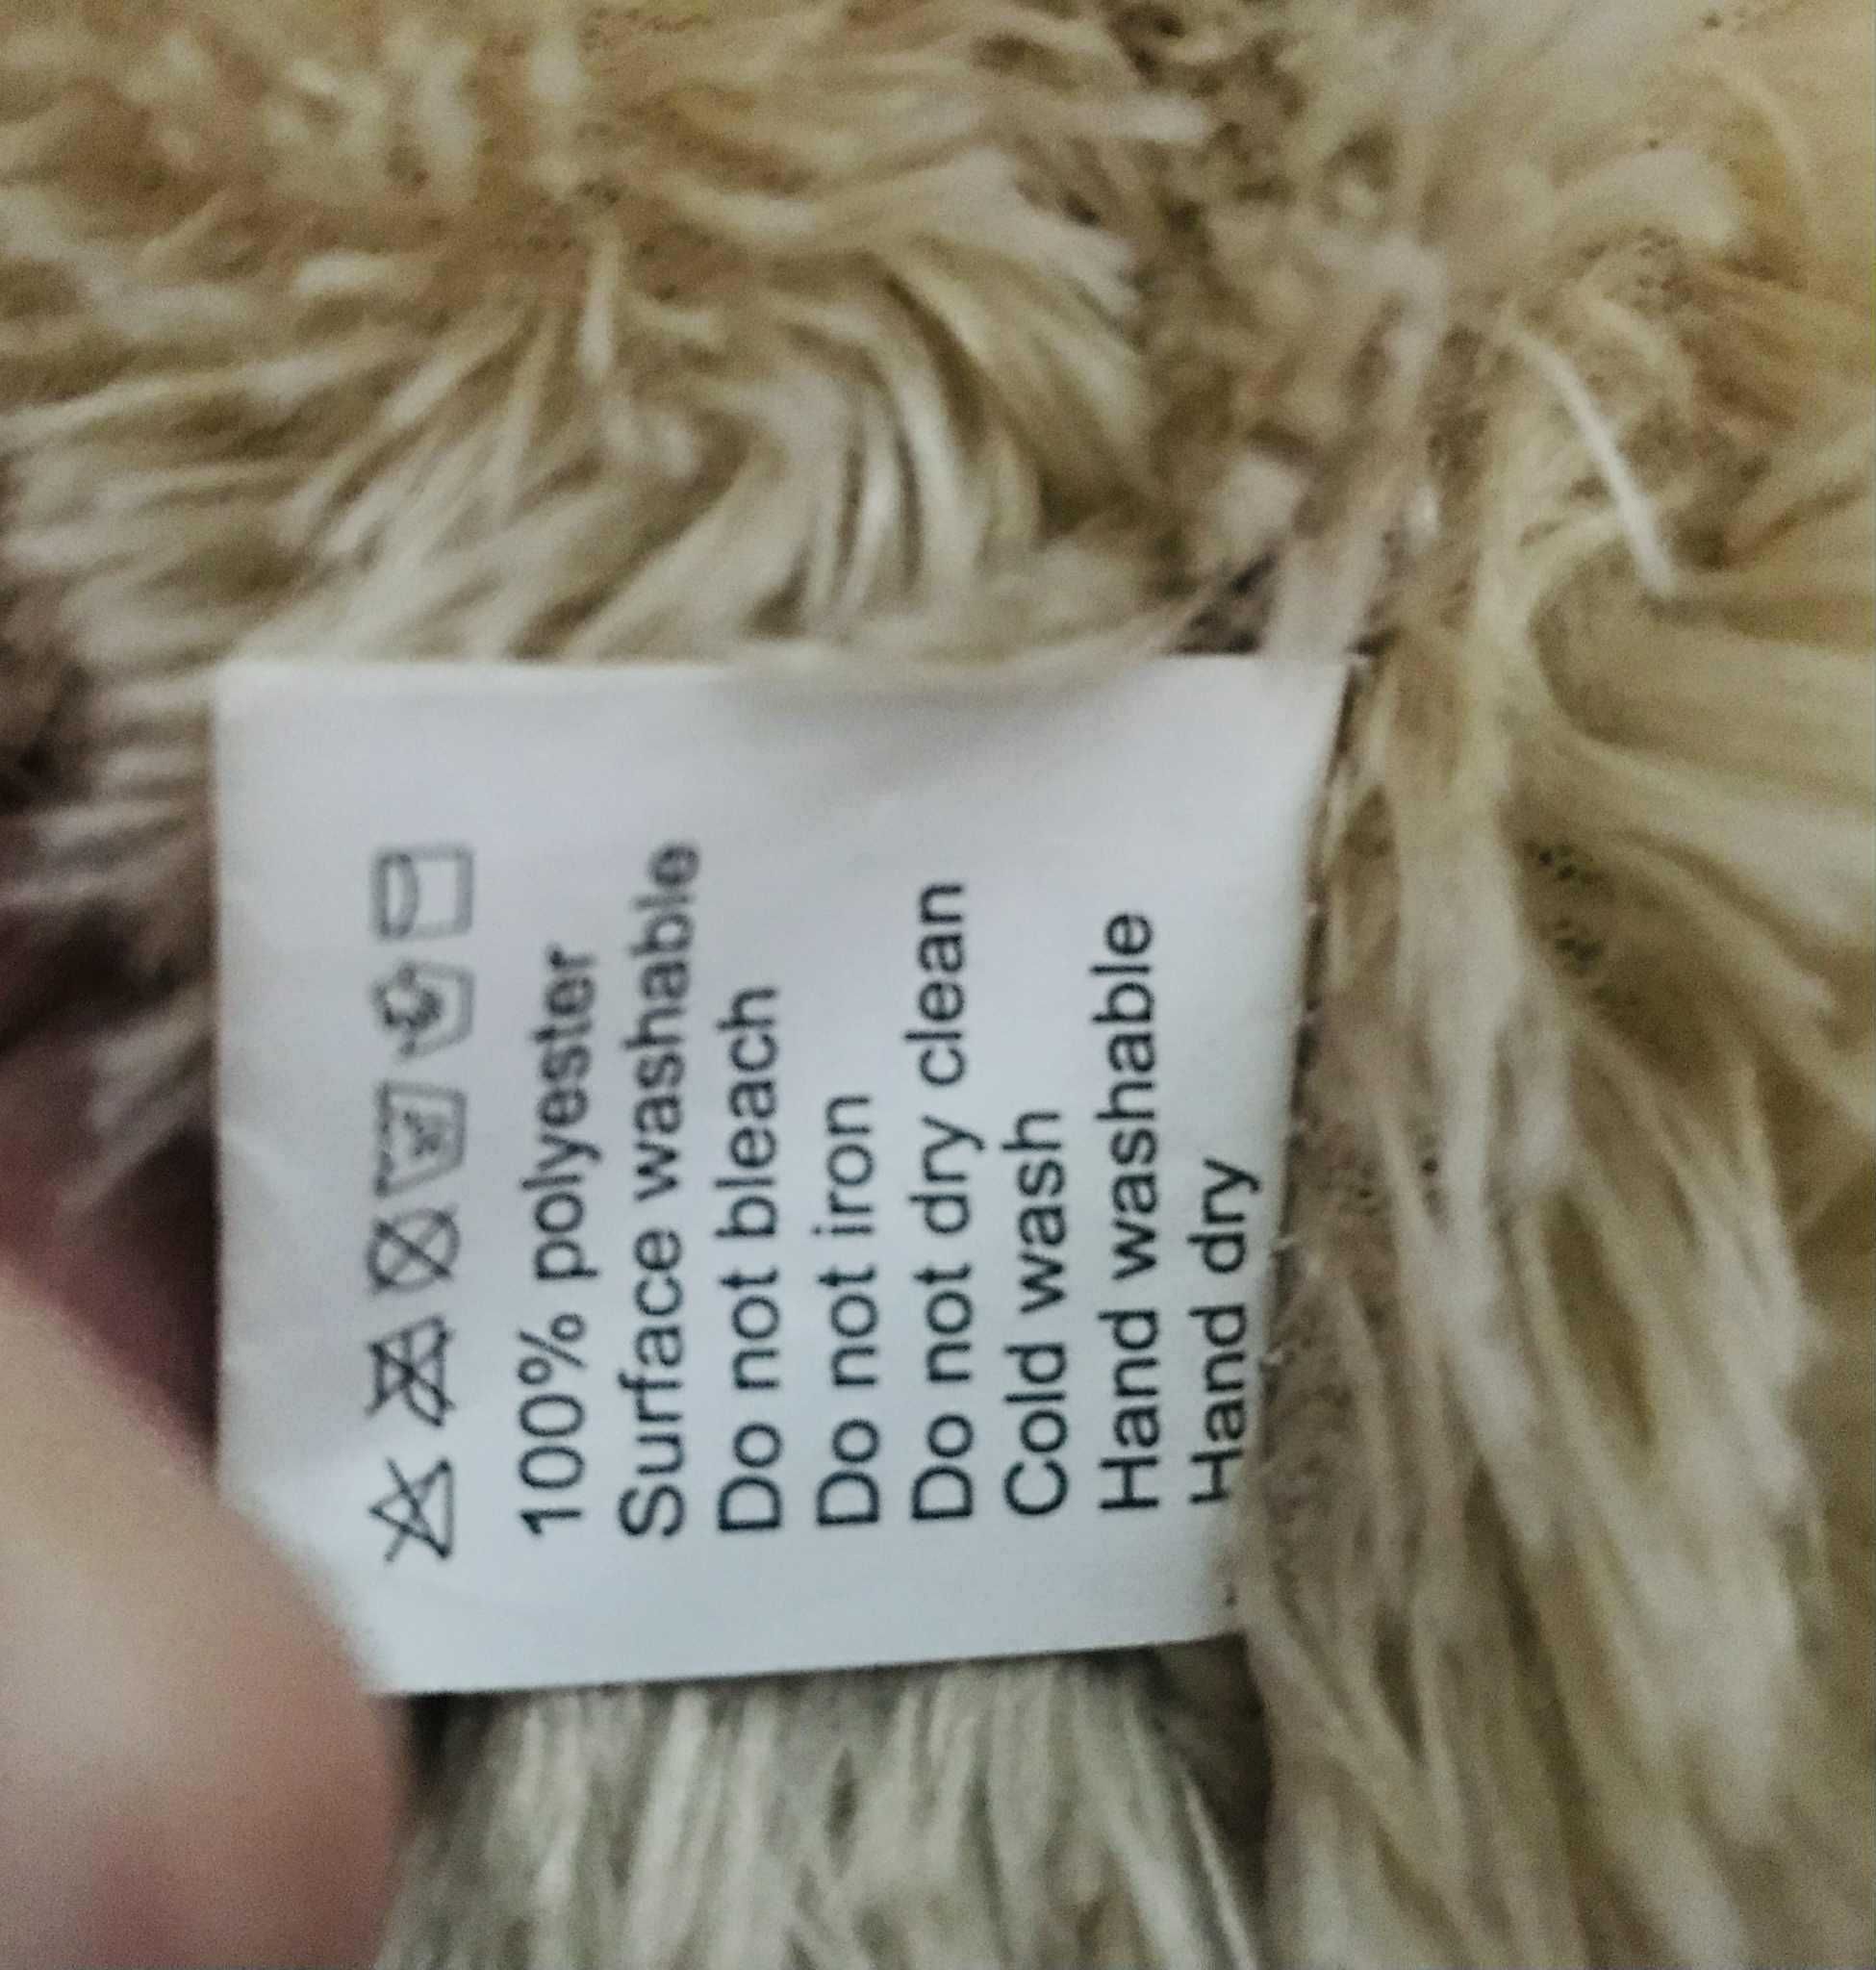 100% polyester
Surface washable
Do not bleach
Do not iron
Do not dry clean
Cold wash
Hand washable
Hand dry